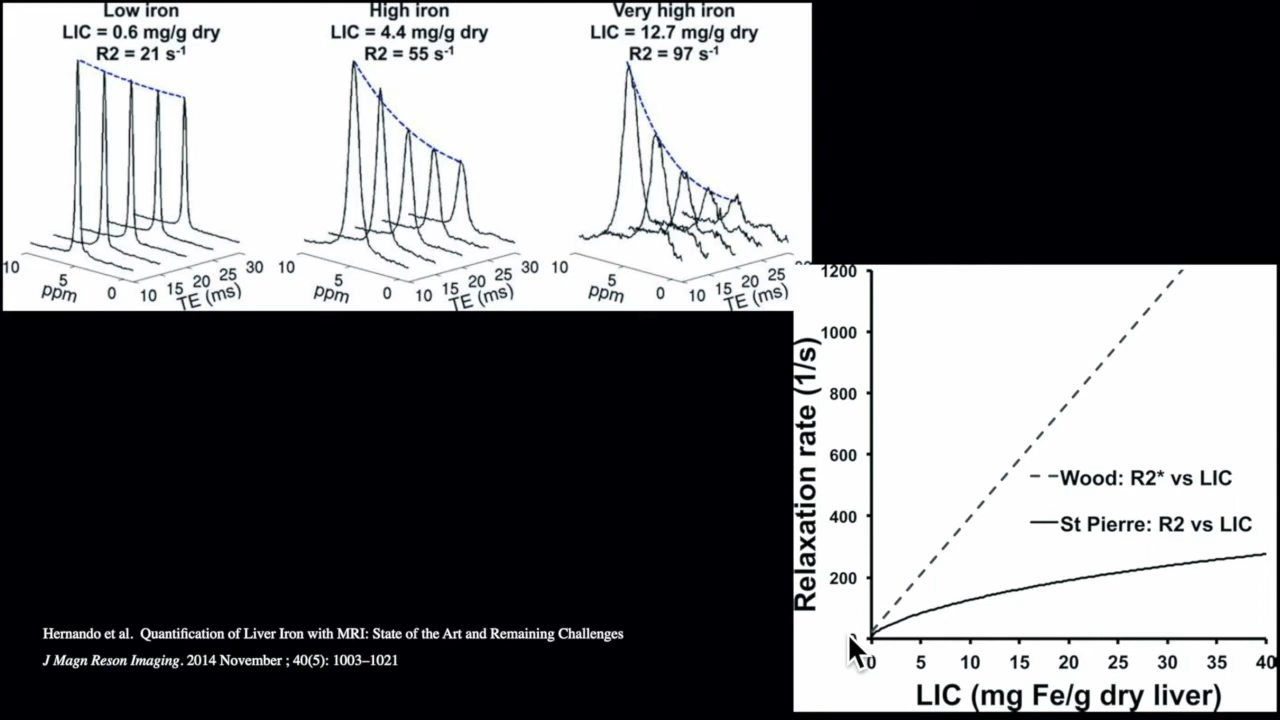 Low iron
LIC = 0.6 mg/g dry
R2 = 21 s-1
High iron
LIC = 4.4 mg/g dry
R2 = 55 s-1
Very high iron
LIC = 12.7 mg/g dry
R2 = 97 s-1
10
5
0
ppm
10
15
20
25
30
TE (ms)
10
5
0
ppm
10
15
20
25
30
TE (ms)
10
5
0
ppm
10
15
20
25
TE (ms)
1200
1000
800
600
400
200
Relaxation rate (1/s)
Wood: R2* vs LIC
St Pierre: R2 vs LIC
0 5 10 15 20 25 30 35 40
LIC (mg Fe/g dry liver)
Hernando et al. Quantification of Liver Iron with MRI: State of the Art and Remaining Challenges
J Magn Reson Imaging. 2014 November ; 40(5): 1003–1021